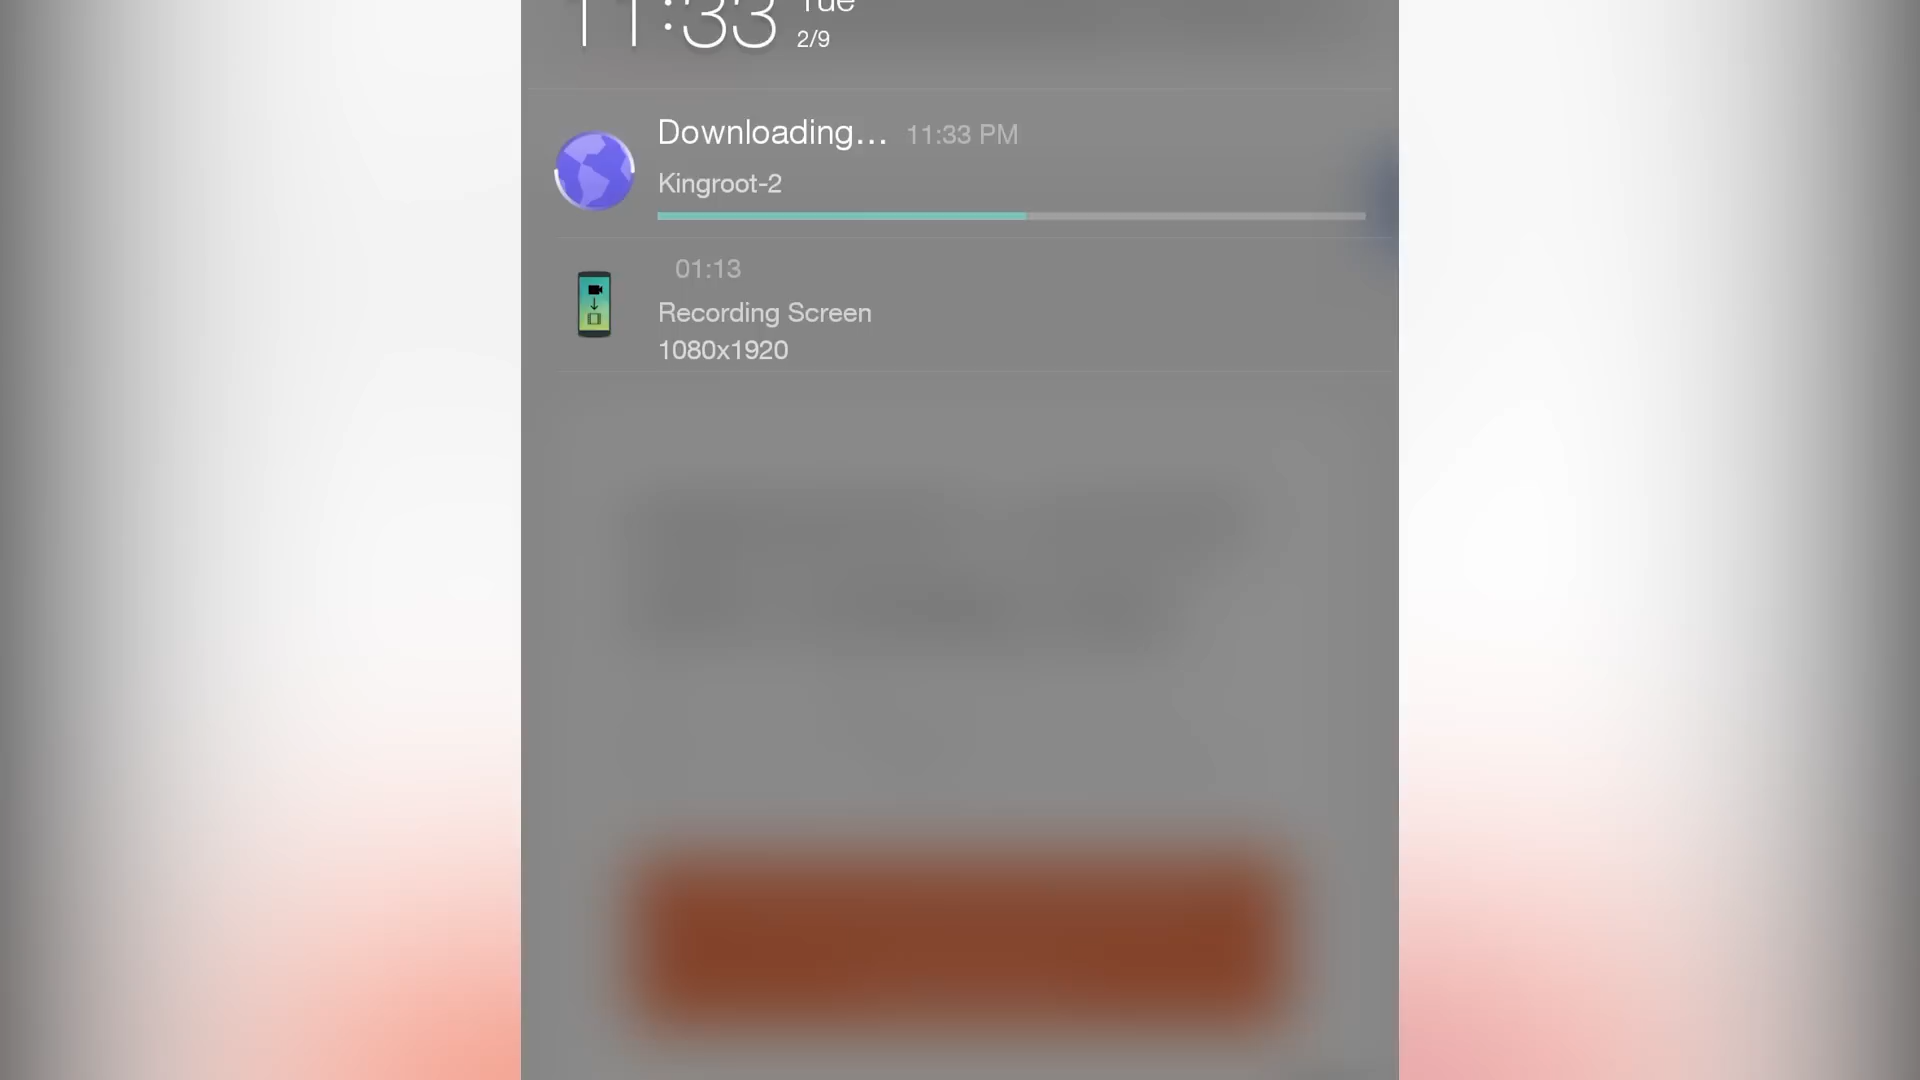 11:33 Tue
2/9
Downloading... 11:33 PM
Kingroot-2
01:13
Recording Screen
1080x1920